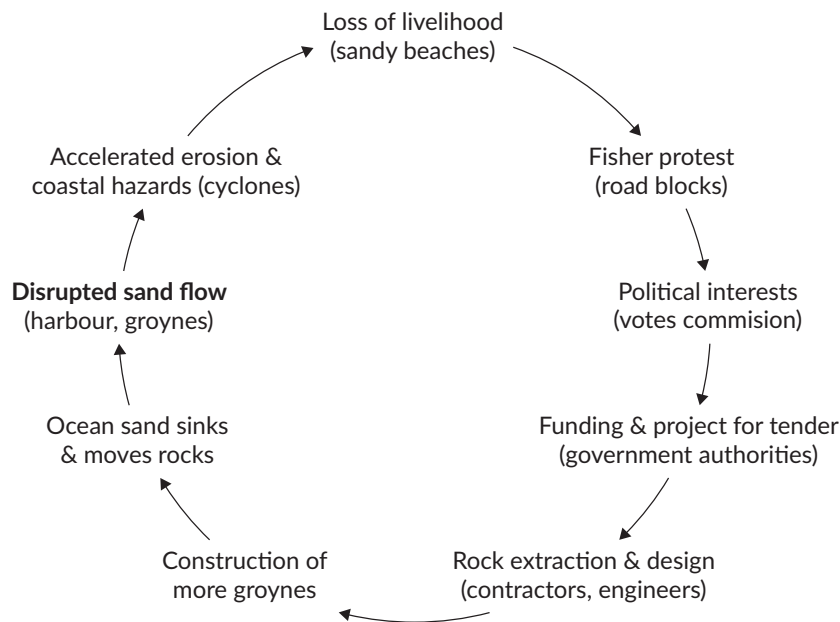 Loss of livelihood
(sandy beaches)
Fisher protest
(road blocks)
Political interests
(votes commision)
Funding & project for tender
(government authorities)
Rock extraction & design
(contractors, engineers)
Construction of
more groynes
Ocean sand sinks
& moves rocks
Disrupted sand flow
(harbour, groynes)
Accelerated erosion &
coastal hazards (cyclones)